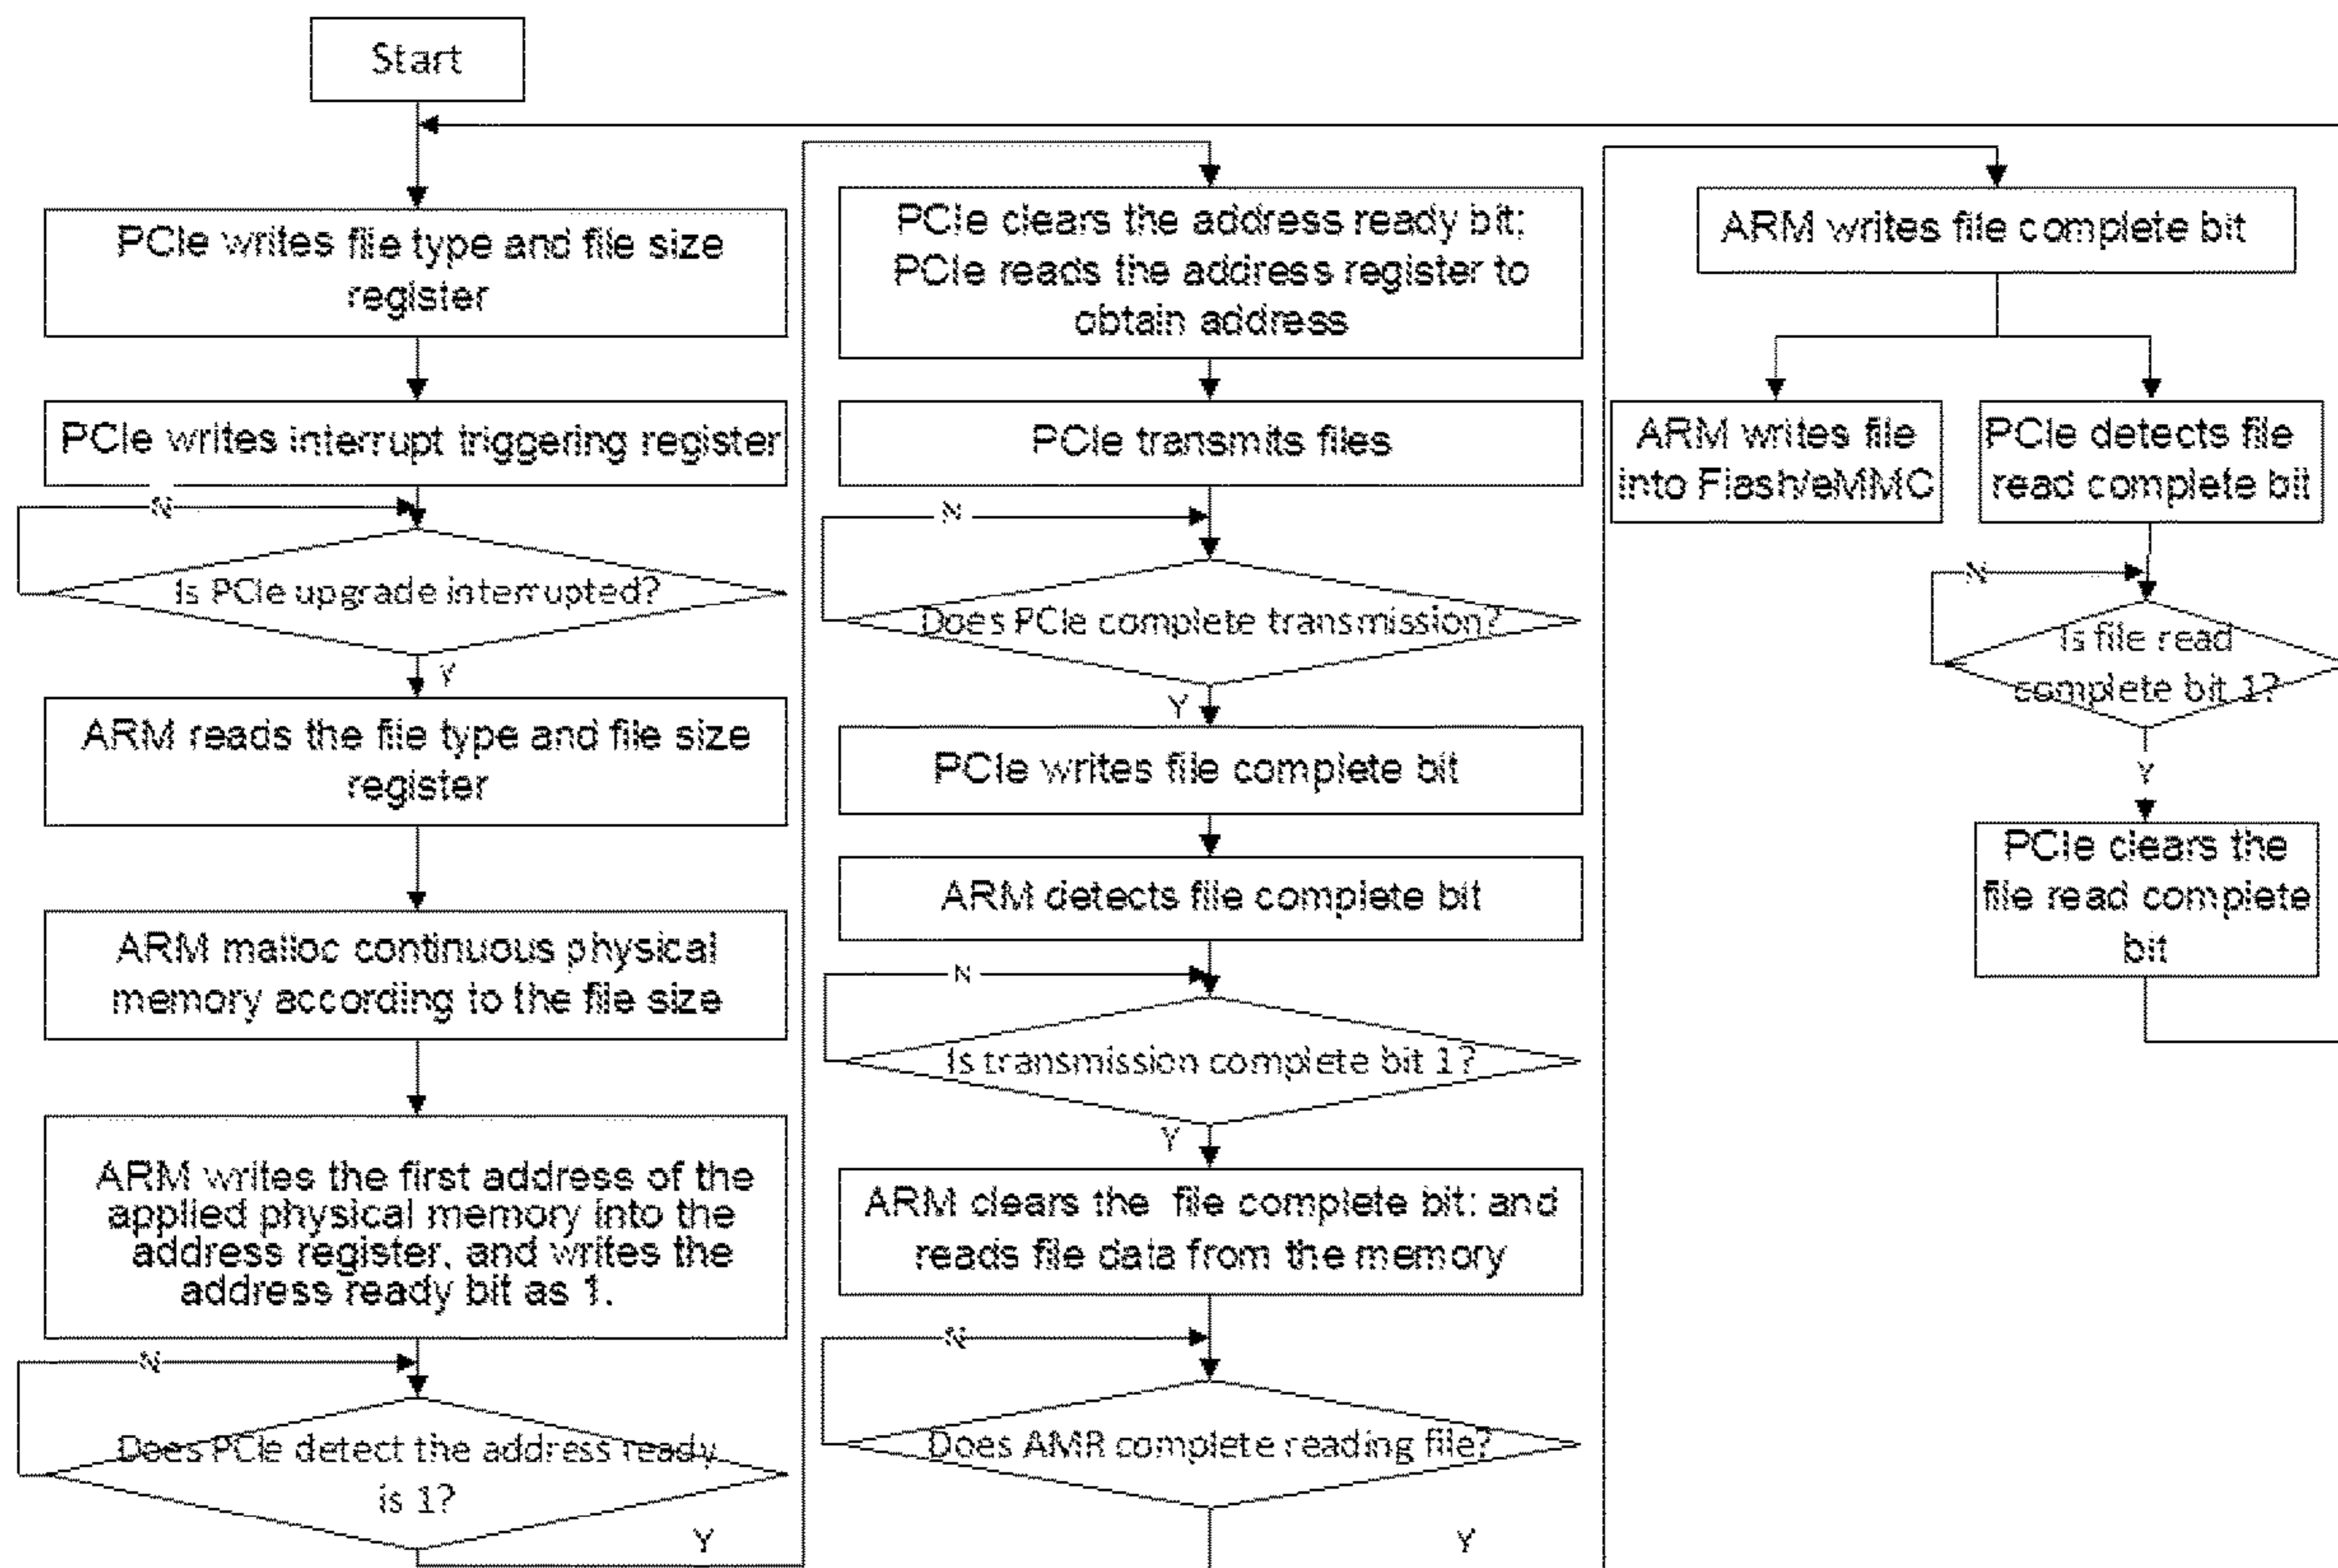 Start
PCIe writes file type and file size
register
PCIe writes interrupt triggering register
N
Is PCIe upgrade interrupted?
Y
ARM reads the file type and file size
register
ARM malloc continuous physical
memory according to the file size
ARM writes the first address of the
applied physical memory into the
address register, and writes the
address ready bit as 1.
N
Does PCIe detect the address ready
is 1?
Y
PCIe clears the address ready bit;
PCIe reads the address register to
obtain address
PCIe transmits files
N
Does PCIe complete transmission?
Y
PCIe writes file complete bit
ARM detects file complete bit
N
Is transmission complete bit 1?
Y
ARM clears the file complete bit; and
reads file data from the memory
N
Does AMR complete reading file?
Y
ARM writes file complete bit
ARM writes file
into Flash/eMMC
PCIe detects file
read complete bit
N
Is file read
complete bit 1?
Y
PCIe clears the
file read complete
bit